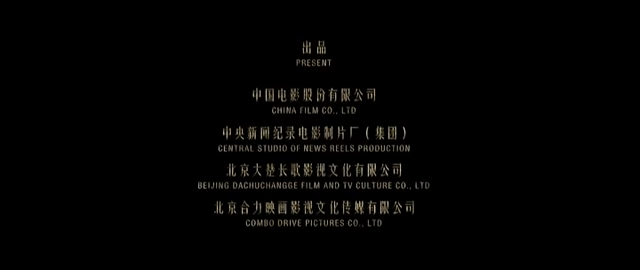 出品
PRESENT
中国电影股份有限公司
CHINA FILM CO., LTD
中央新闻纪录电影制片厂（集团）
CENTRAL STUDIO OF NEWS REELS PRODUCTION
北京大楚长歌影视文化有限公司
BEIJING DACHUCHANGGE FILM AND TV CULTURE CO., LTD
北京合力映画影视文化传媒有限公司
COMBO DRIVE PICTURES CO., LTD